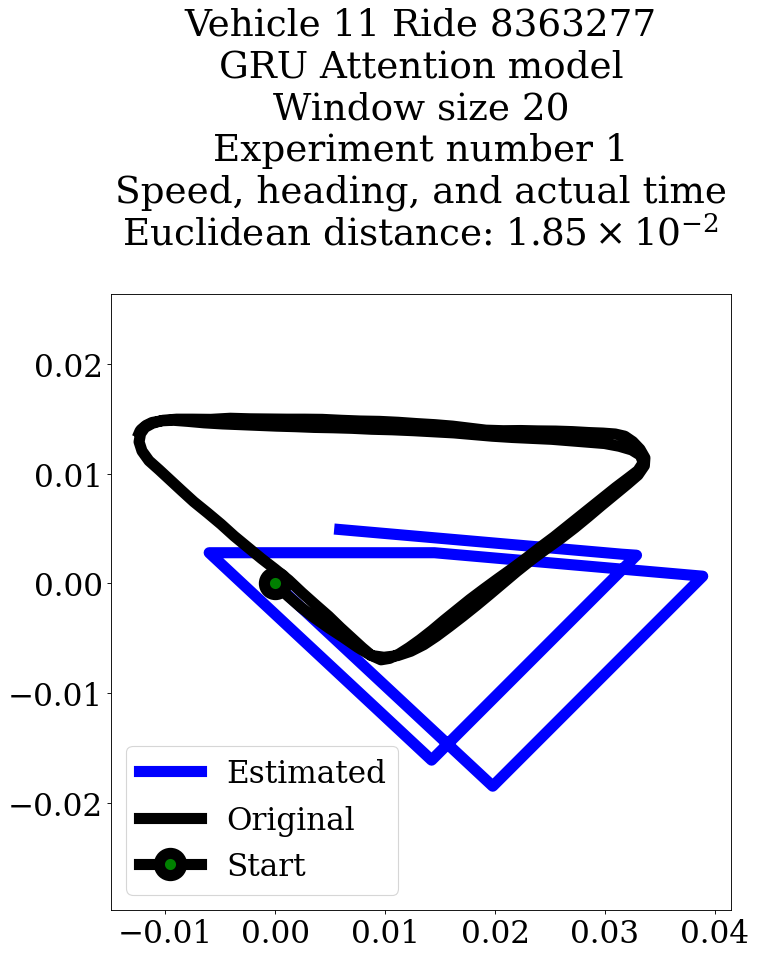 Vehicle 11 Ride 8363277
GRU Attention model
Window size 20
Experiment number 1
Speed, heading, and actual time
Euclidean distance: 1.85 × 10⁻²
0.02
0.01
0.00
−0.01
−0.02
Estimated
Original
Start
−0.01 0.00 0.01 0.02 0.03 0.04